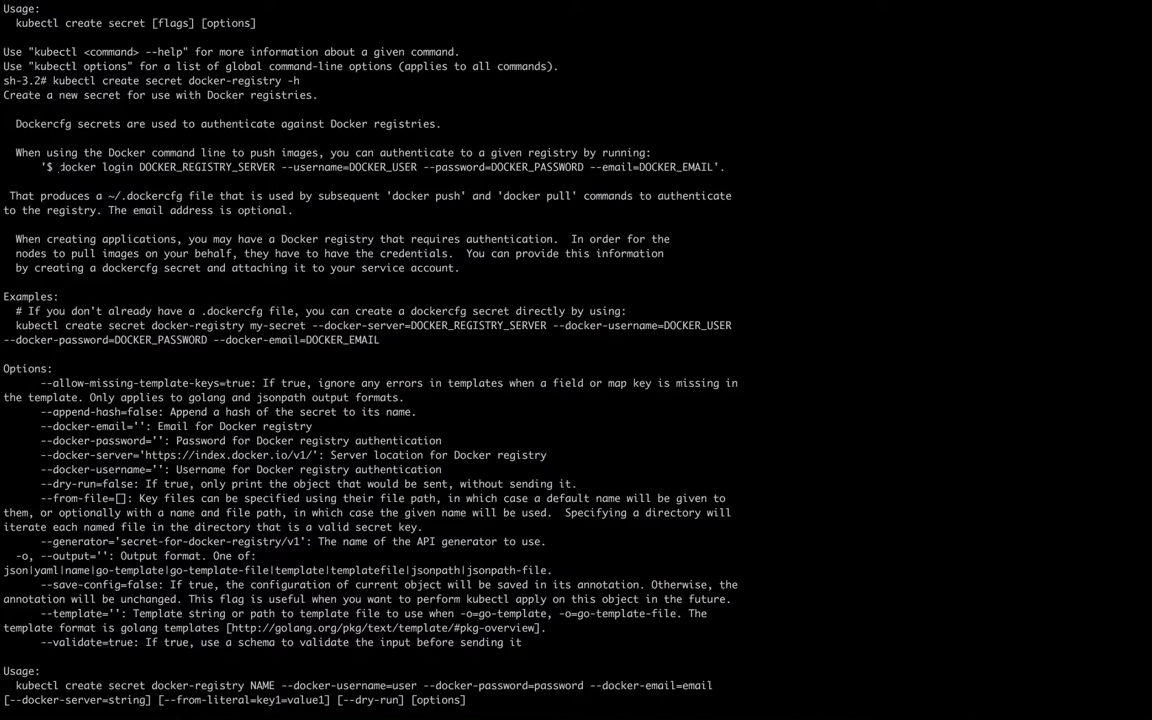 Usage:
kubectl create secret [flags] [options]
Use "kubectl <command> --help" for more information about a given command.
Use "kubectl options" for a list of global command-line options (applies to all commands).
sh-3.2# kubectl create secret docker-registry -h
Create a new secret for use with Docker registries.
Dockercfg secrets are used to authenticate against Docker registries.
When using the Docker command line to push images, you can authenticate to a given registry by running:
'$ docker login DOCKER_REGISTRY_SERVER --username=DOCKER_USER --password=DOCKER_PASSWORD --email=DOCKER_EMAIL'.
That produces a ~/.dockercfg file that is used by subsequent 'docker push' and 'docker pull' commands to authenticate
to the registry. The email address is optional.
When creating applications, you may have a Docker registry that requires authentication.  In order for the
nodes to pull images on your behalf, they have to have the credentials.  You can provide this information
by creating a dockercfg secret and attaching it to your service account.
Examples:
# If you don't already have a .dockercfg file, you can create a dockercfg secret directly by using:
kubectl create secret docker-registry my-secret --docker-server=DOCKER_REGISTRY_SERVER --docker-username=DOCKER_USER
--docker-password=DOCKER_PASSWORD --docker-email=DOCKER_EMAIL
Options:
--allow-missing-template-keys=true: If true, ignore any errors in templates when a field or map key is missing in
the template. Only applies to golang and jsonpath output formats.
--append-hash=false: Append a hash of the secret to its name.
--docker-email='': Email for Docker registry
--docker-password='': Password for Docker registry authentication
--docker-server='https://index.docker.io/v1/': Server location for Docker registry
--docker-username='': Username for Docker registry authentication
--dry-run=false: If true, only print the object that would be sent, without sending it.
--from-file=[]: Key files can be specified using their file path, in which case a default name will be given to
them, or optionally with a name and file path, in which case the given name will be used.  Specifying a directory will
iterate each named file in the directory that is a valid secret key.
--generator='secret-for-docker-registry/v1': The name of the API generator to use.
-o, --output='': Output format. One of:
json|yaml|name|go-template|go-template-file|template|templatefile|jsonpath|jsonpath-file.
--save-config=false: If true, the configuration of current object will be saved in its annotation. Otherwise, the
annotation will be unchanged. This flag is useful when you want to perform kubectl apply on this object in the future.
--template='': Template string or path to template file to use when -o=go-template, -o=go-template-file. The
template format is golang templates [http://golang.org/pkg/text/template/#pkg-overview].
--validate=true: If true, use a schema to validate the input before sending it
Usage:
kubectl create secret docker-registry NAME --docker-username=user --docker-password=password --docker-email=email
[--docker-server=string] [--from-literal=key1=value1] [--dry-run] [options]